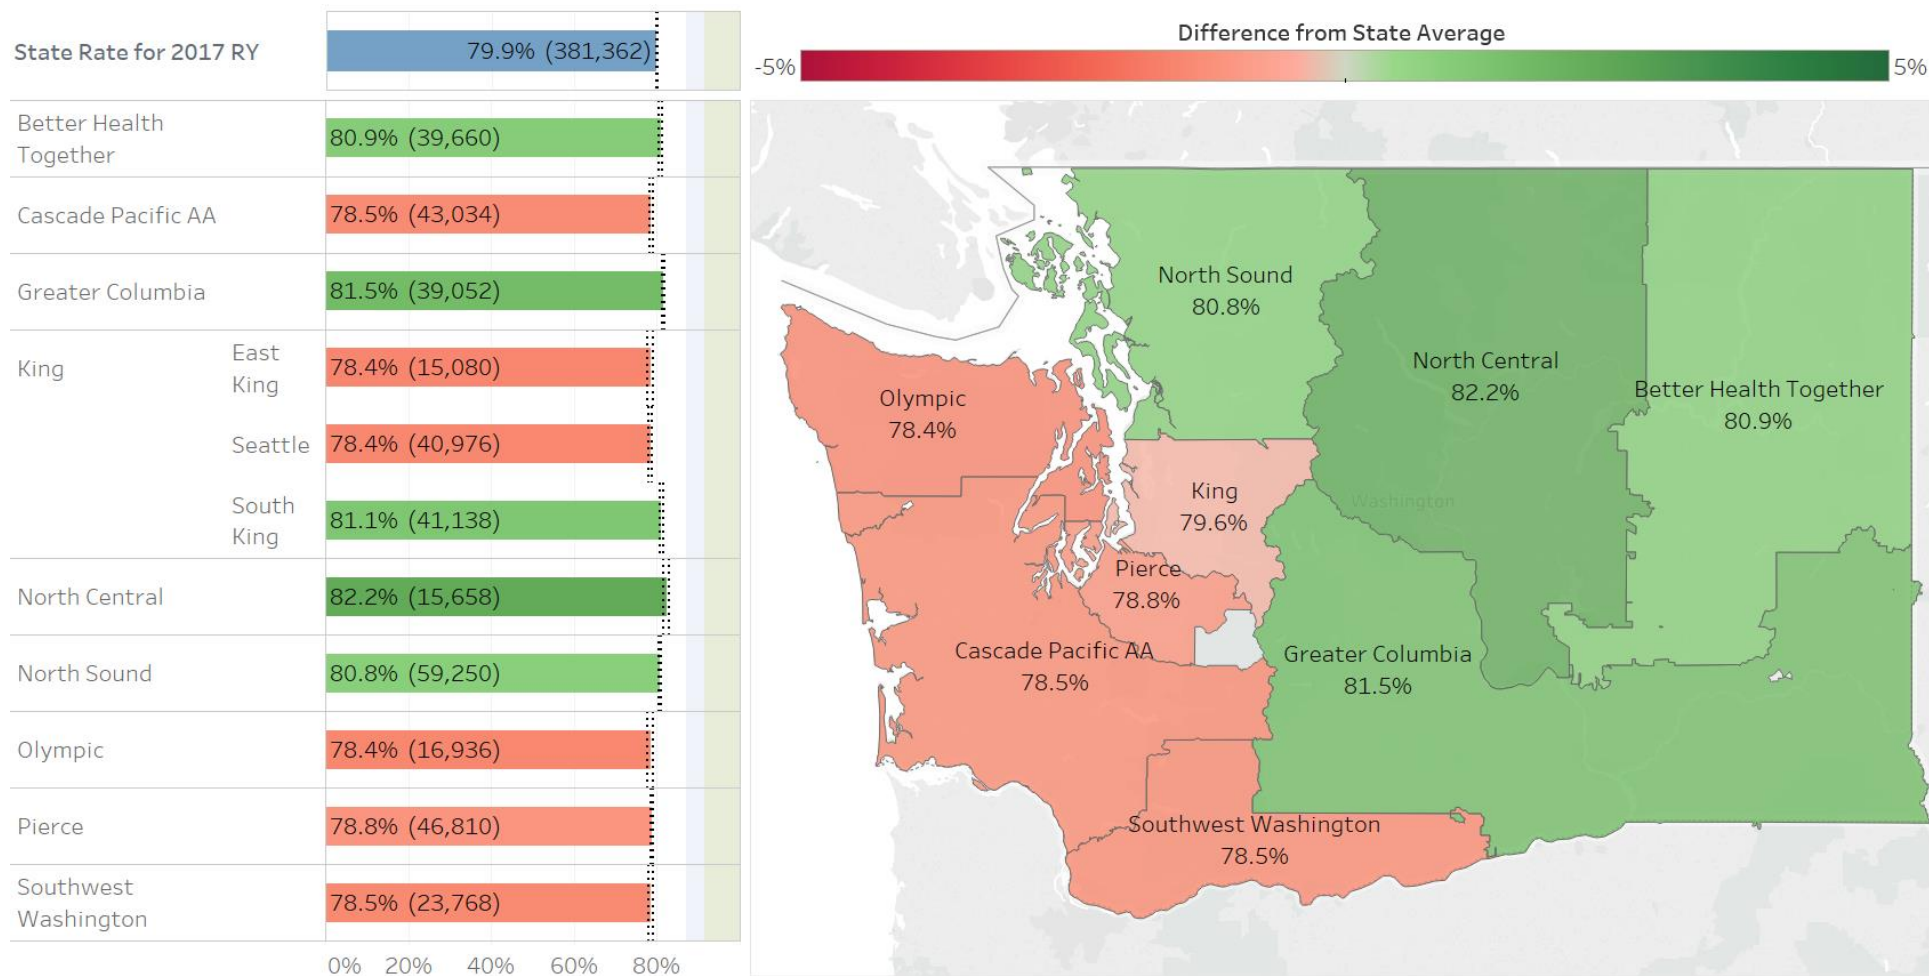 State Rate for 2017 RY
79.9% (381,362)
Better Health
Together
80.9% (39,660)
Cascade Pacific AA
78.5% (43,034)
Greater Columbia
81.5% (39,052)
King
East
King
78.4% (15,080)
Seattle
78.4% (40,976)
South
King
81.1% (41,138)
North Central
82.2% (15,658)
North Sound
80.8% (59,250)
Olympic
78.4% (16,936)
Pierce
78.8% (46,810)
Southwest
Washington
78.5% (23,768)
0% 20% 40% 60% 80%
Difference from State Average
-5%
5%
North Sound
80.8%
North Central
82.2%
Better Health Together
80.9%
Olympic
78.4%
King
79.6%
Washington
Pierce
78.8%
Cascade Pacific AA
78.5%
Greater Columbia
81.5%
Southwest Washington
78.5%